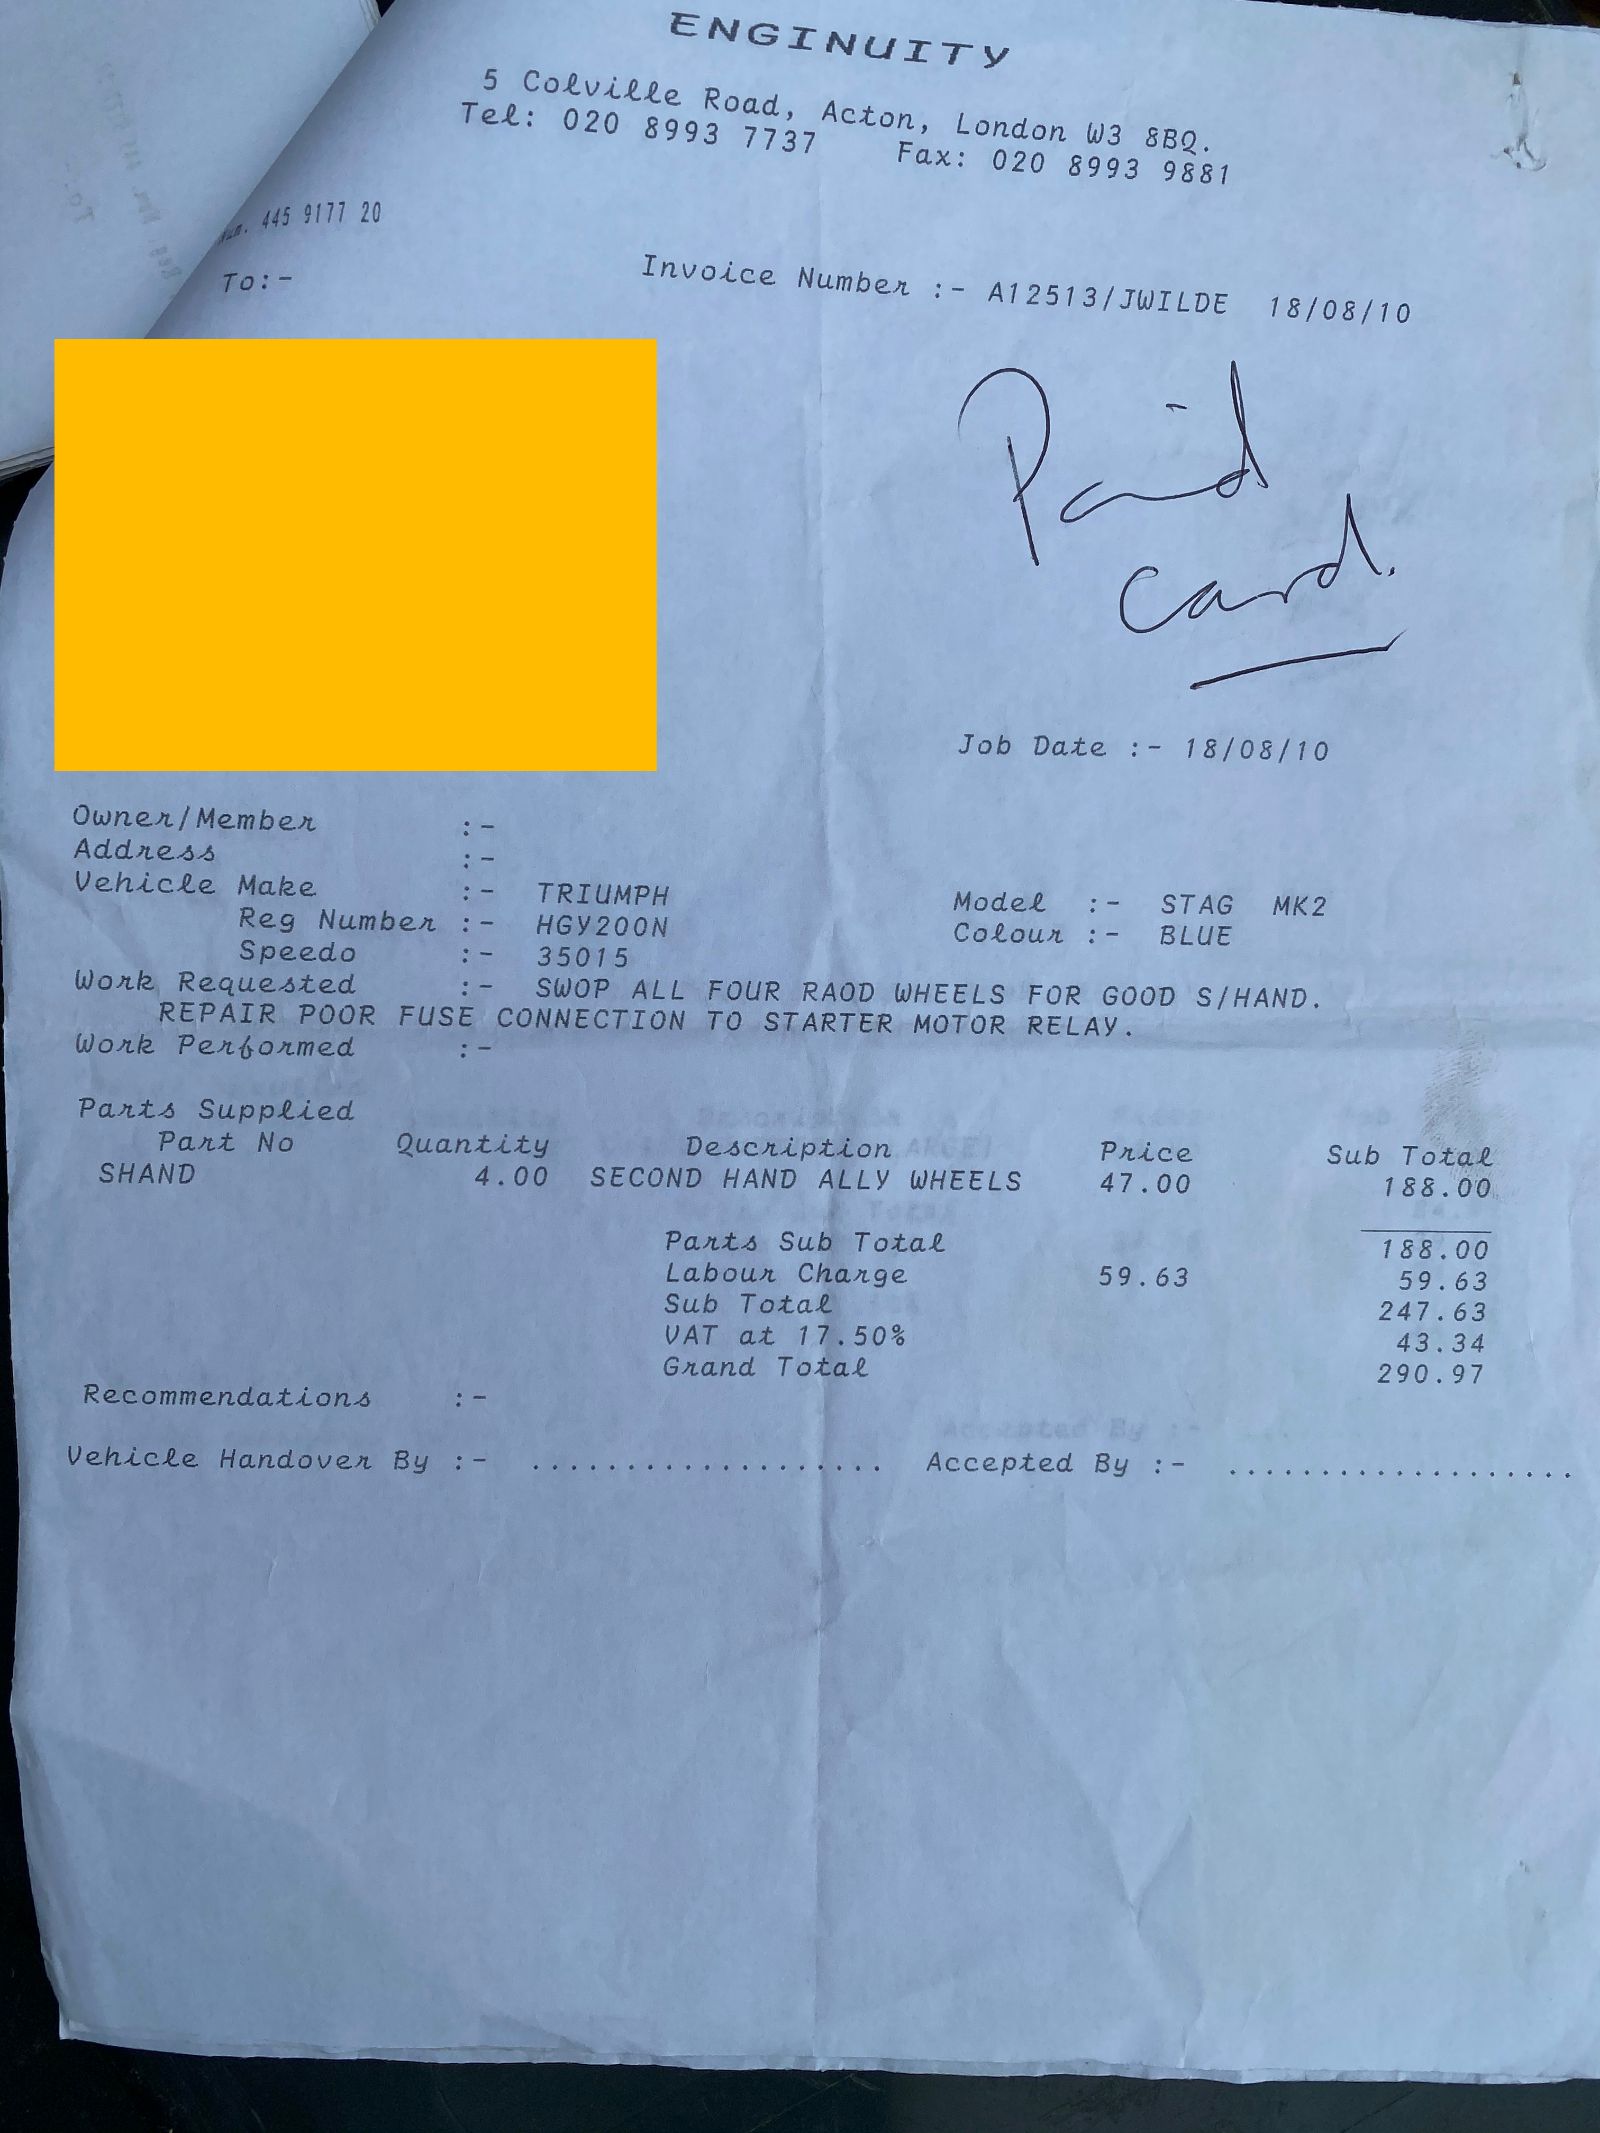 ENGINUITY
5 Colville Road, Acton, London W3 8BQ.
Tel: 020 8993 7737 Fax: 020 8993 9881
445 9177 20
To:-
Invoice Number :- A12513/JWILDE 18/08/10
Paid
card.
Job Date :- 18/08/10
Owner/Member :-
Address :-
Vehicle Make :- TRIUMPH Model :- STAG MK2
Reg Number :- HGY200N Colour :- BLUE
Speedo :- 35015
Work Requested :- SWOP ALL FOUR RAOD WHEELS FOR GOOD S/HAND.
REPAIR POOR FUSE CONNECTION TO STARTER MOTOR RELAY.
Work Performed :-
Parts Supplied
Part No Quantity Description Price Sub Total
SHAND 4.00 SECOND HAND ALLY WHEELS 47.00 188.00
Parts Sub Total 188.00
Labour Charge 59.63 59.63
Sub Total 247.63
VAT at 17.50% 43.34
Grand Total 290.97
Recommendations :-
Vehicle Handover By :- ................... Accepted By :- ...................